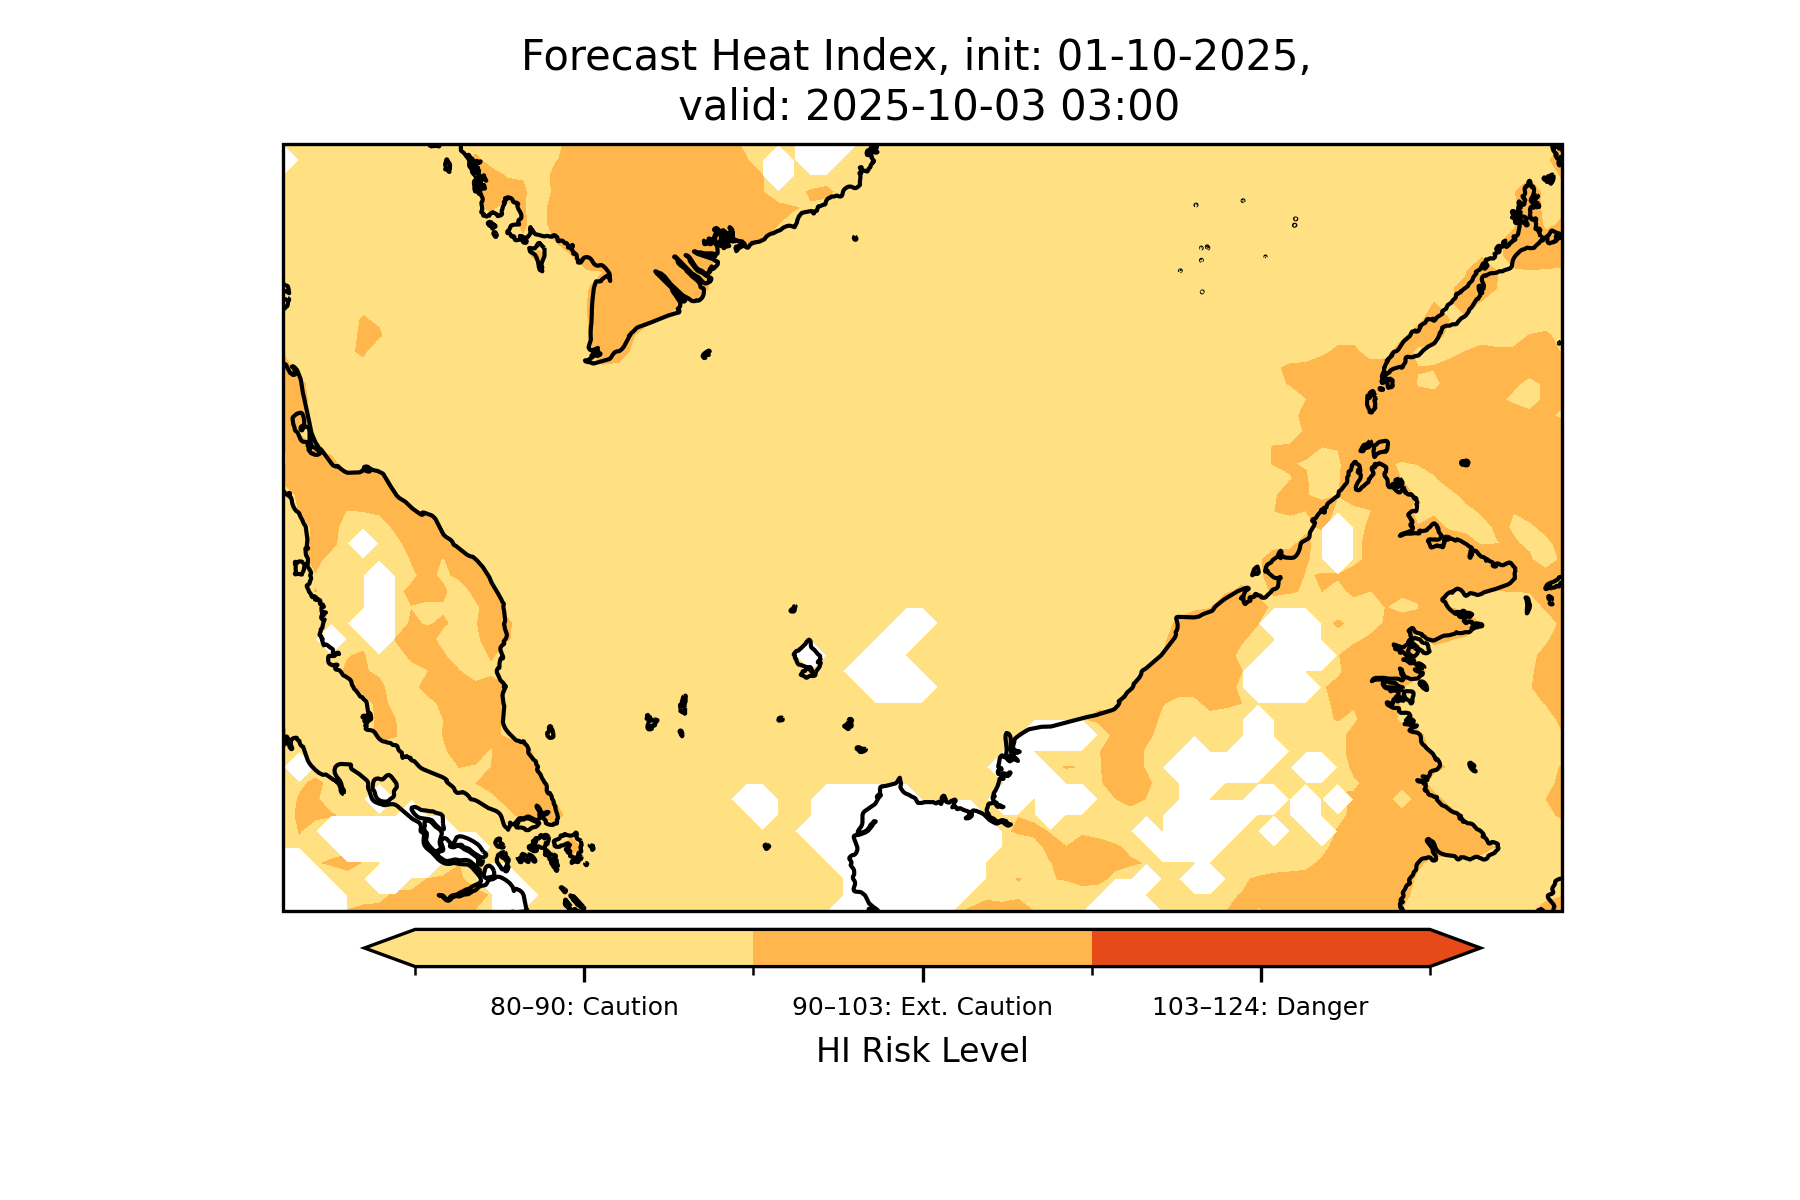 Forecast Heat Index, init: 01-10-2025,
valid: 2025-10-03 03:00
80–90: Caution
90–103: Ext. Caution
103–124: Danger
HI Risk Level